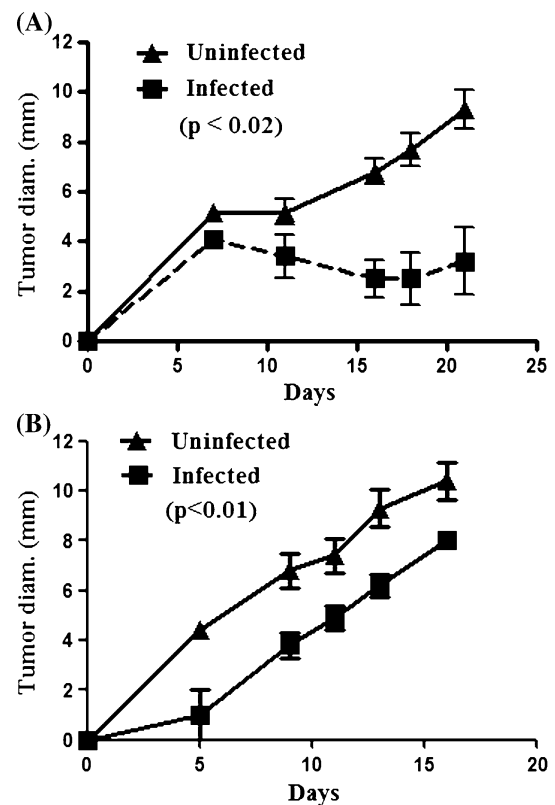 (A)
12
10
8
6
4
2
0
Tumor diam. (mm)
Uninfected
Infected
(p < 0.02)
0 5 10 15 20 25
Days
(B)
12
10
8
6
4
2
0
Tumor diam. (mm)
Uninfected
Infected
(p<0.01)
0 5 10 15 20
Days